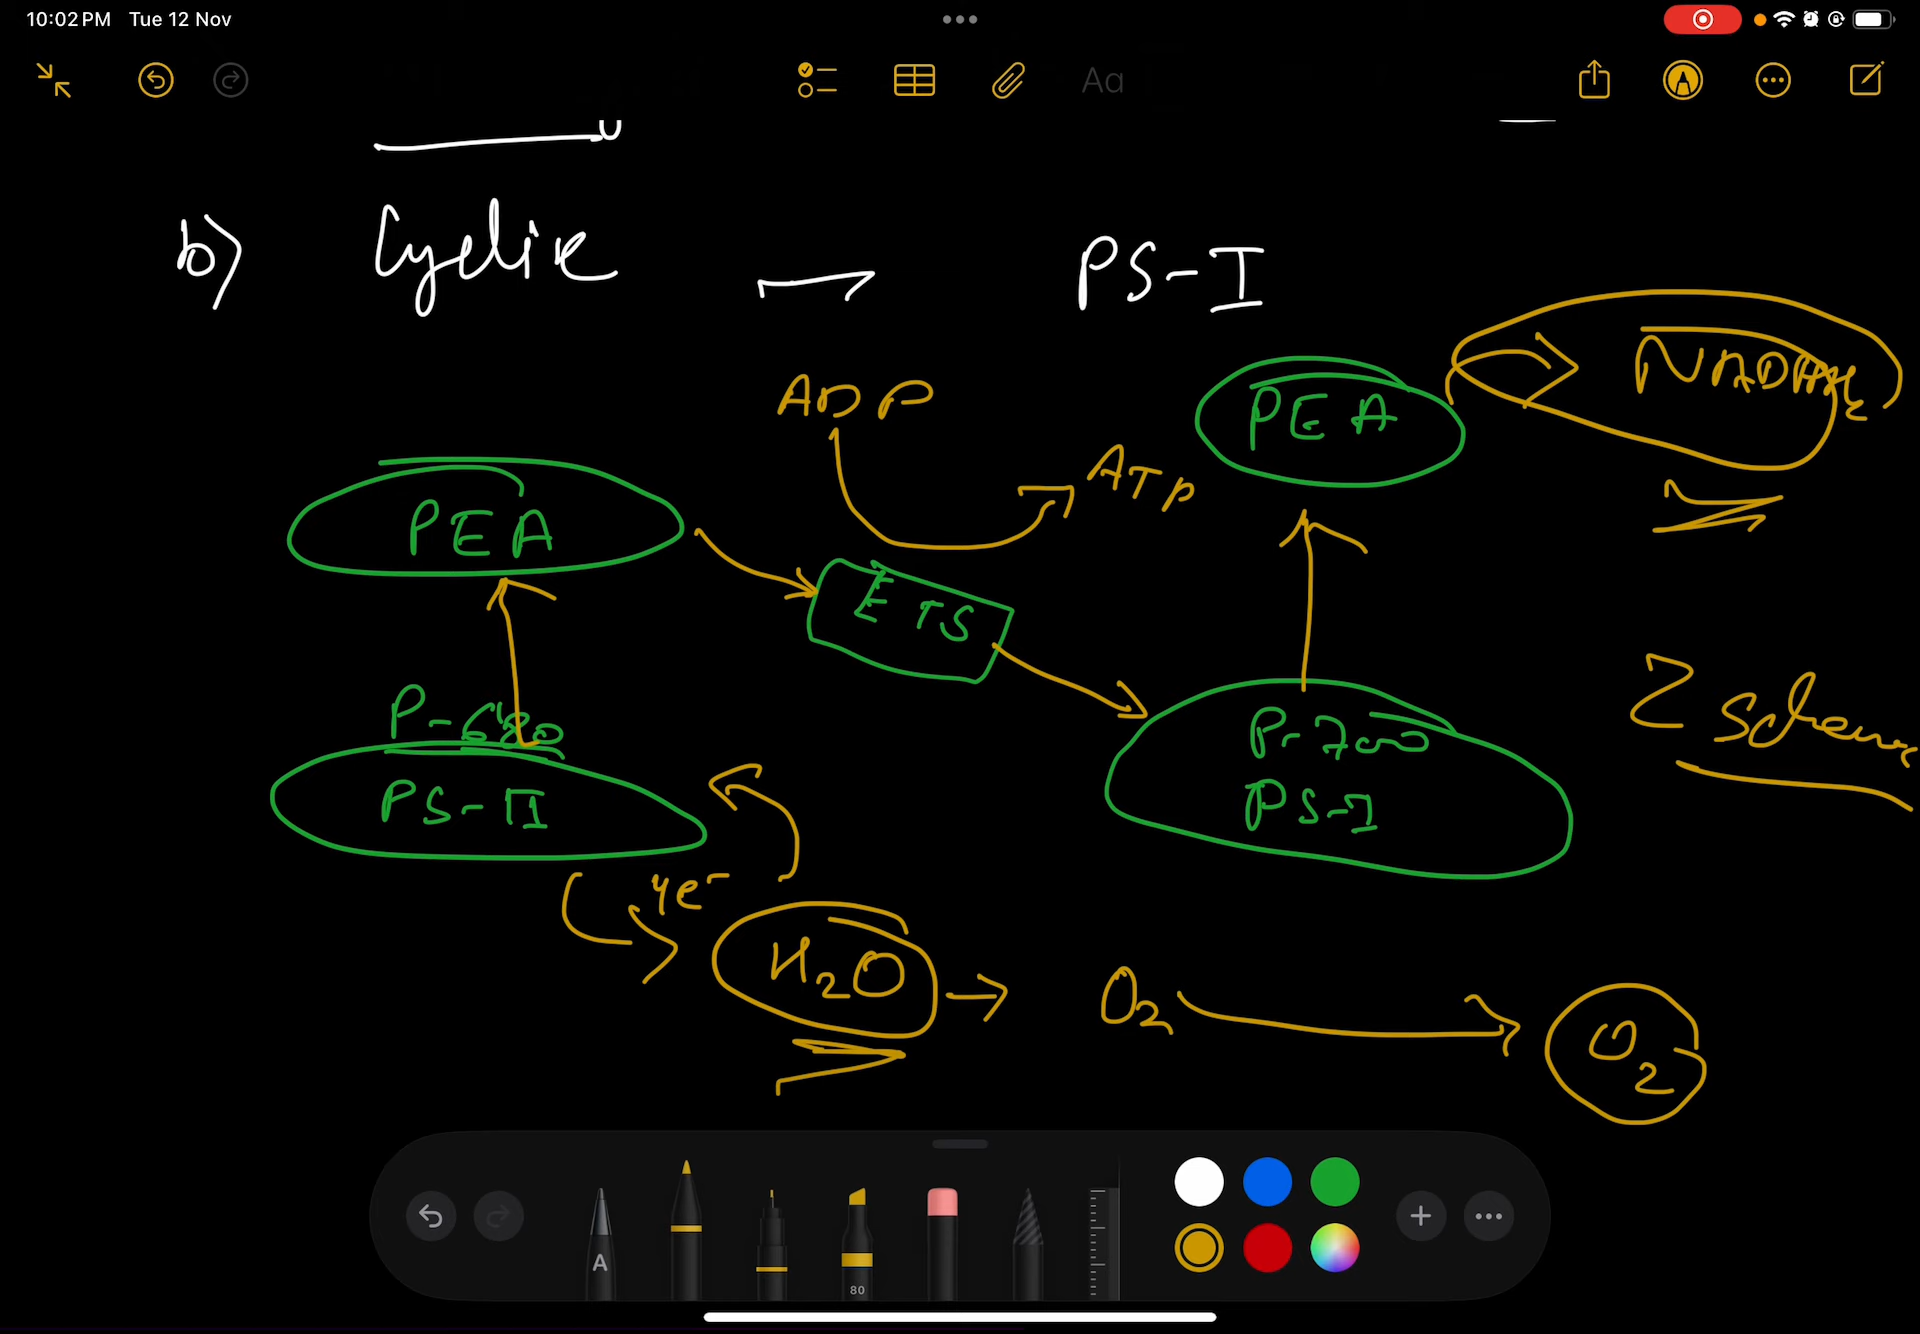 10:02 PM Tue 12 Nov
Aa
b) Cyclic PS-I
ADP
PEA
ATP
PEA
ETS
P-680
PS-II
P-700
PS-I
Z Scheme
4e-
H2O → O2
O2
A
80